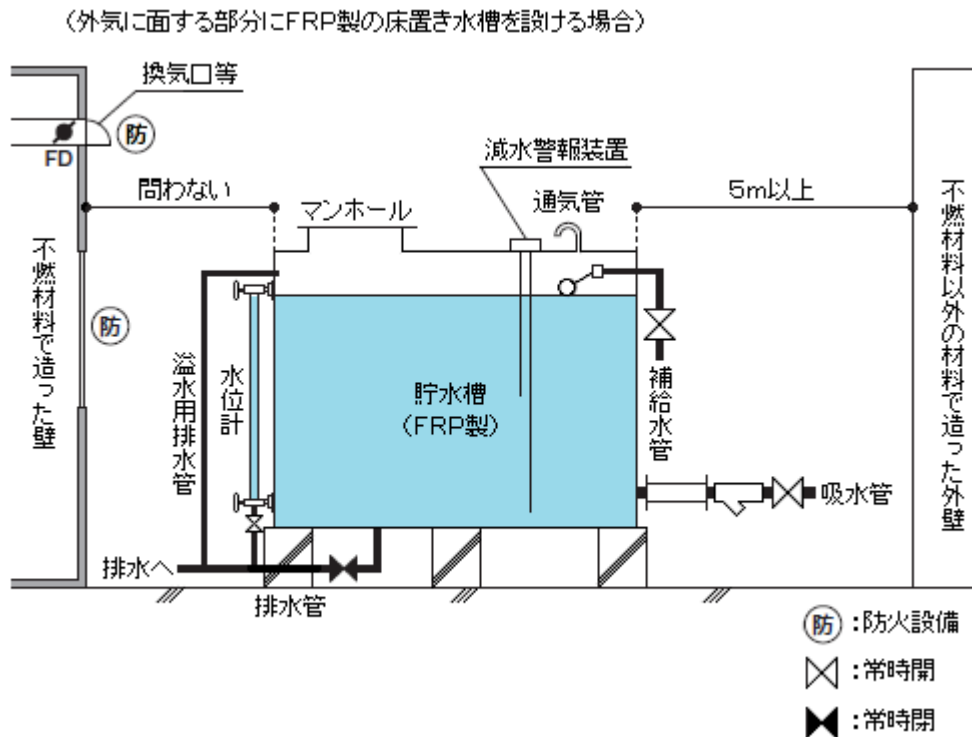 (外気に面する部分にFRP製の床置き水槽を設ける場合)
換気口等
防
FD
減水警報装置
問わない
通気管
5m以上
マンホール
不燃材料で造った壁
防
溢水用排水管
水位計
貯水槽
(FRP製)
補給水管
不燃材料以外の材料で造った外壁
吸水管
排水へ
排水管
防:防火設備
:常時開
:常時閉